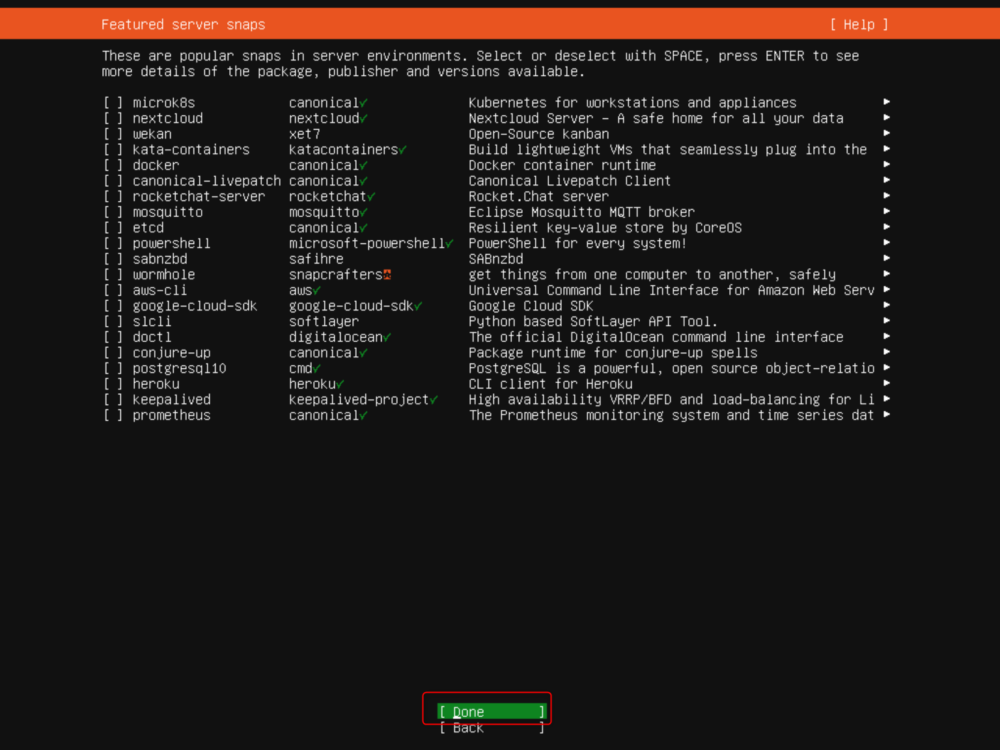 Featured server snaps [ Help ]
These are popular snaps in server environments. Select or deselect with SPACE, press ENTER to see
more details of the package, publisher and versions available.
[ ] microk8s canonical✓ Kubernetes for workstations and appliances ▶
[ ] nextcloud nextcloud✓ Nextcloud Server - A safe home for all your data ▶
[ ] wekan xet7 Open-Source kanban ▶
[ ] kata-containers katacontainers✓ Build lightweight VMs that seamlessly plug into the ▶
[ ] docker canonical✓ Docker container runtime ▶
[ ] canonical-livepatch canonical✓ Canonical Livepatch Client ▶
[ ] rocketchat-server rocketchat✓ Rocket.Chat server ▶
[ ] mosquitto mosquitto✓ Eclipse Mosquitto MQTT broker ▶
[ ] etcd canonical✓ Resilient key-value store by CoreOS ▶
[ ] powershell microsoft-powershell✓ PowerShell for every system! ▶
[ ] sabnzbd safihre SABnzbd ▶
[ ] wormhole snapcrafters get things from one computer to another, safely ▶
[ ] aws-cli aws✓ Universal Command Line Interface for Amazon Web Serv ▶
[ ] google-cloud-sdk google-cloud-sdk✓ Google Cloud SDK ▶
[ ] slcli softlayer Python based SoftLayer API Tool. ▶
[ ] doctl digitalocean✓ The official DigitalOcean command line interface ▶
[ ] conjure-up canonical✓ Package runtime for conjure-up spells ▶
[ ] postgresql10 cmd✓ PostgreSQL is a powerful, open source object-relatio ▶
[ ] heroku heroku✓ CLI client for Heroku ▶
[ ] keepalived keepalived-project✓ High availability VRRP/BFD and load-balancing for Li ▶
[ ] prometheus canonical✓ The Prometheus monitoring system and time series dat ▶
[ Done ]
[ Back ]